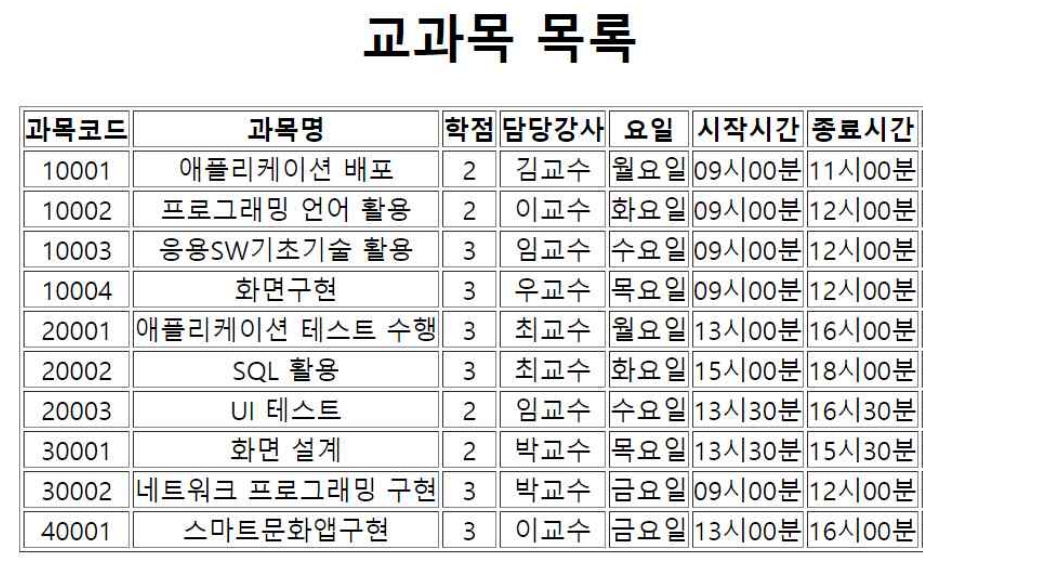 교과목 목록
과목코드 과목명 학점 담당강사 요일 시작시간 종료시간
10001 애플리케이션 배포 2 김교수 월요일 09시00분 11시00분
10002 프로그래밍 언어 활용 2 이교수 화요일 09시00분 12시00분
10003 응용SW기초기술 활용 3 임교수 수요일 09시00분 12시00분
10004 화면구현 3 우교수 목요일 09시00분 12시00분
20001 애플리케이션 테스트 수행 3 최교수 월요일 13시00분 16시00분
20002 SQL 활용 3 최교수 화요일 15시00분 18시00분
20003 UI 테스트 2 임교수 수요일 13시30분 16시30분
30001 화면 설계 2 박교수 목요일 13시30분 15시30분
30002 네트워크 프로그래밍 구현 3 박교수 금요일 09시00분 12시00분
40001 스마트문화앱구현 3 이교수 금요일 13시00분 16시00분